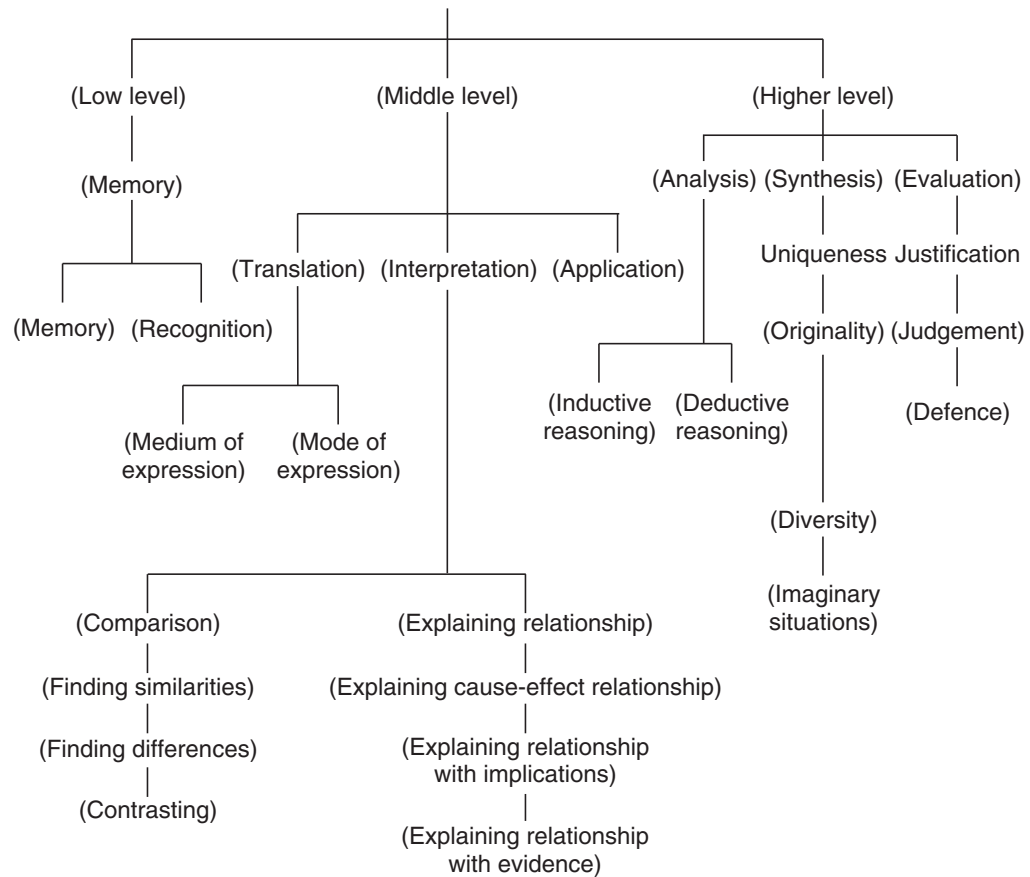 (Low level) (Middle level) (Higher level)
(Memory) (Analysis) (Synthesis) (Evaluation)
(Translation) (Interpretation) (Application) Uniqueness Justification
(Memory) (Recognition) (Originality) (Judgement)
(Inductive reasoning) (Deductive reasoning) (Defence)
(Medium of expression) (Mode of expression)
(Diversity)
(Imaginary situations)
(Comparison) (Explaining relationship)
(Finding similarities) (Explaining cause-effect relationship)
(Finding differences) (Explaining relationship
with implications)
(Contrasting)
(Explaining relationship
with evidence)